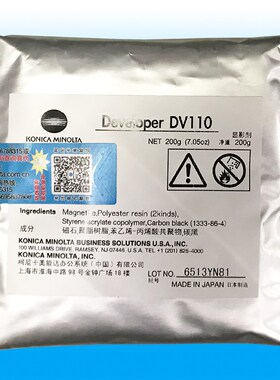 Developer DV110
KONICA MINOLTA
显影剂
NET 200g (7.05oz) 净重 200g
Ingredients Polyester resin (2kinda),
Styrene acrylate copolymer, Carbon black (1333-86-4)
成分 磁石,聚酯树脂,苯乙烯-丙烯酸共聚物,碳黑
KONICA MINOLTA BUSINESS SOLUTIONS U.S.A., INC.
100 WILLIAMS DRIVE, RAMSEY, NJ 07446, U.S.A. TEL: +1 (201) 825-4000
KONICA MINOLTA, INC.
柯尼卡美能达办公系统(中国)有限公司
上海市淮海中路 98 号金钟广场 18 楼
LOT NO. 6513YN81
MADE IN JAPAN 日本制造